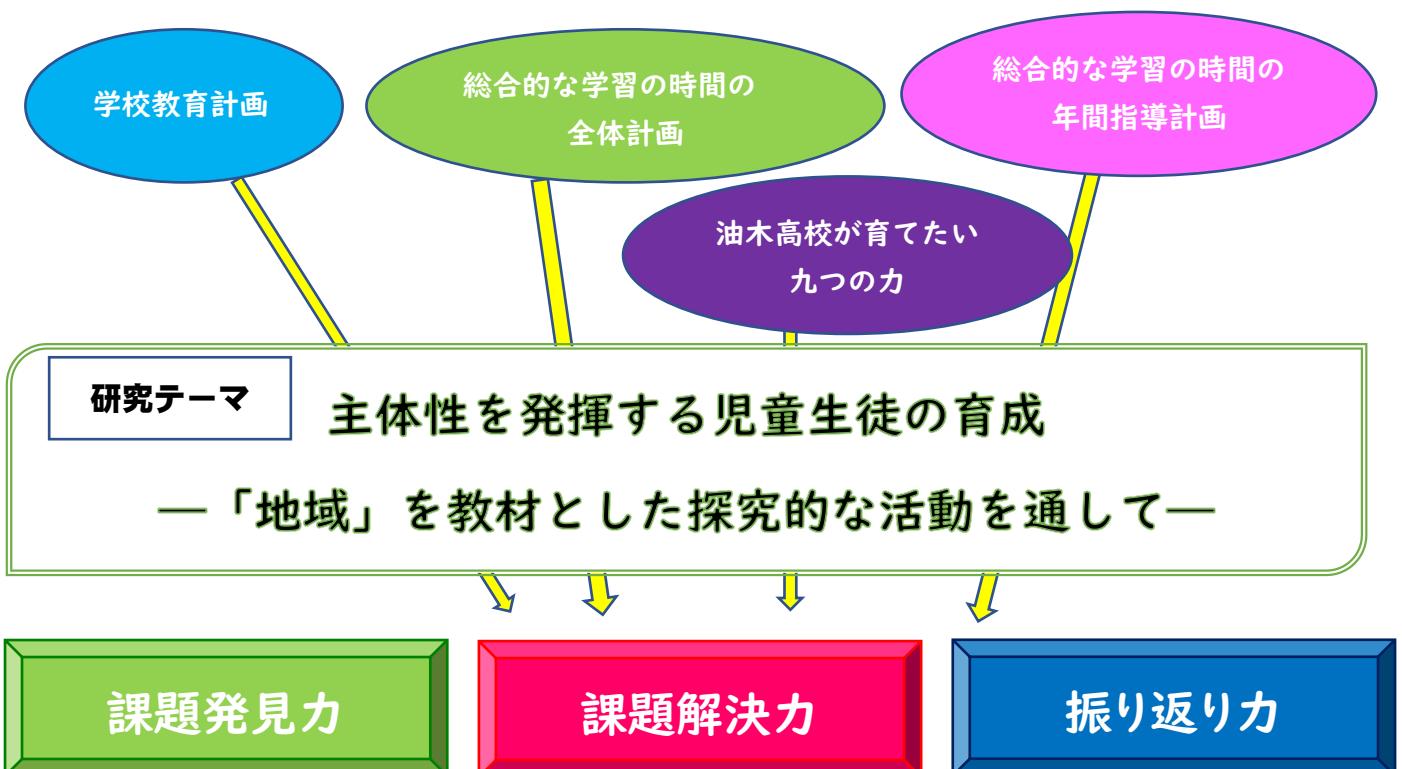 学校教育計画
総合的な学習の時間の
全体計画
総合的な学習の時間の
年間指導計画
油木高校が育てたい
九つの力
研究テーマ
主体性を発揮する児童生徒の育成
―「地域」を教材とした探究的な活動を通して―
課題発見力
課題解決力
振り返り力